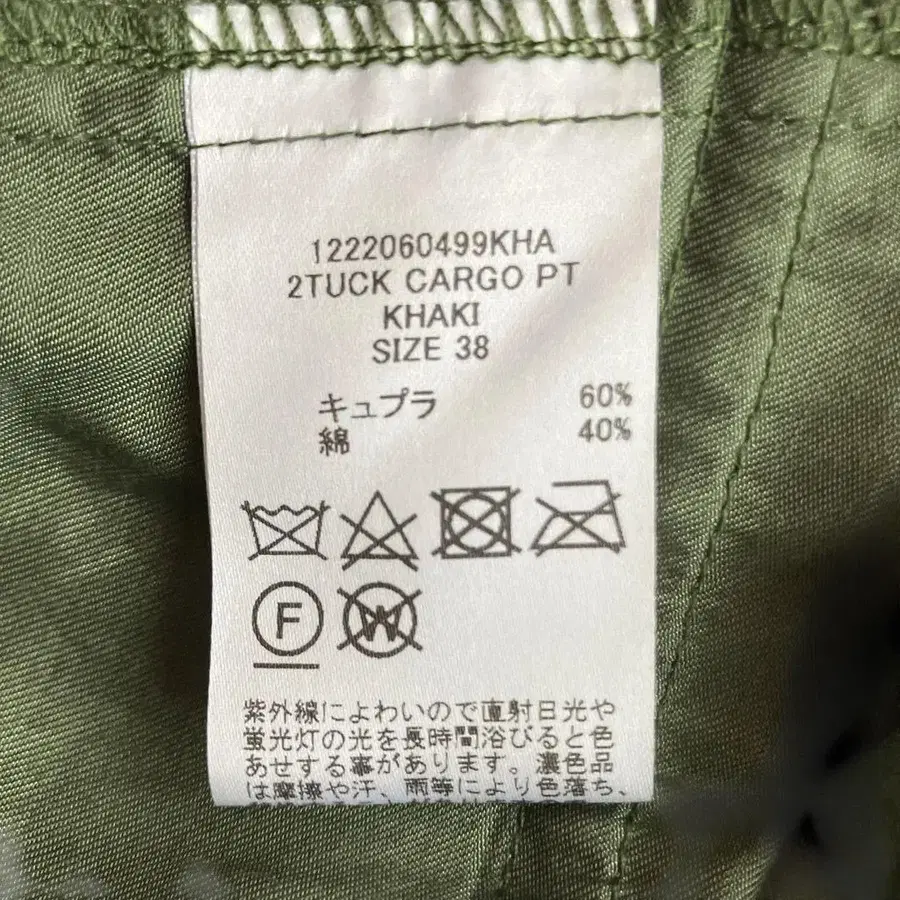 1222060499KHA
2TUCK CARGO PT
KHAKI
SIZE 38
キュプラ 60%
綿 40%
F W
紫外線によわいので直射日光や
蛍光灯の光を長時間浴びると色
あせする事があります。濃色品
は摩擦や汗、雨等により色落ち、